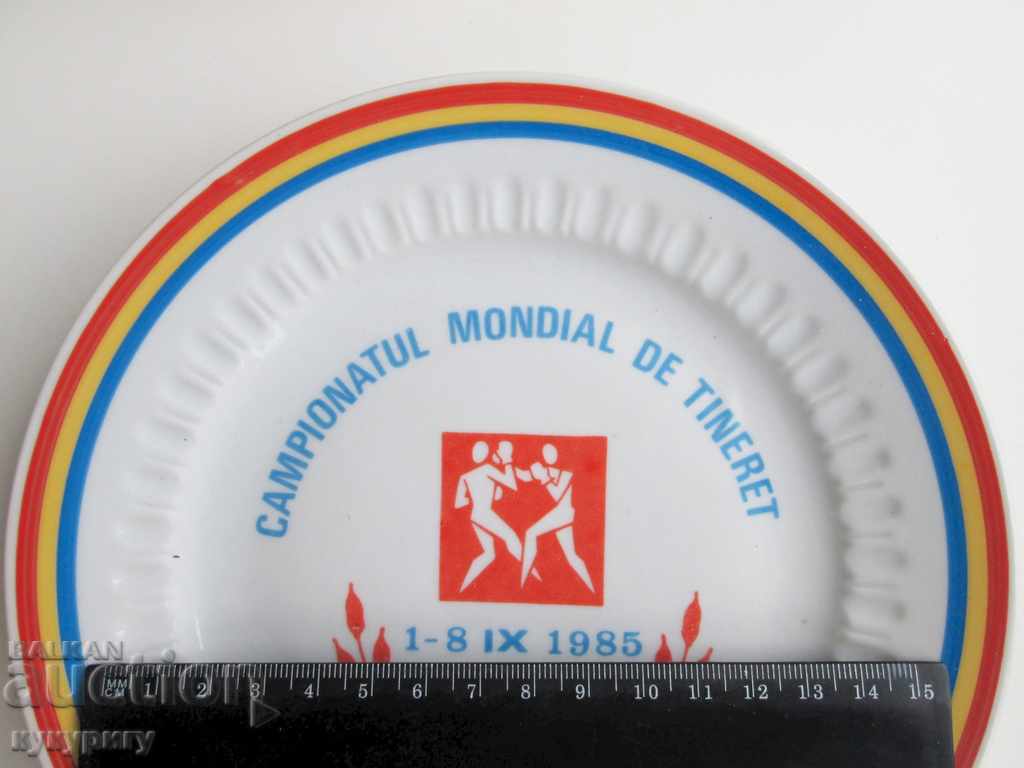 CAMPIONATUL MONDIAL DE TINERET
1-8 IX 1985
BALKAN
auction
кукуригу
MM
CM
1 2 3 4 5 6 7 8 9 10 11 12 13 14 15